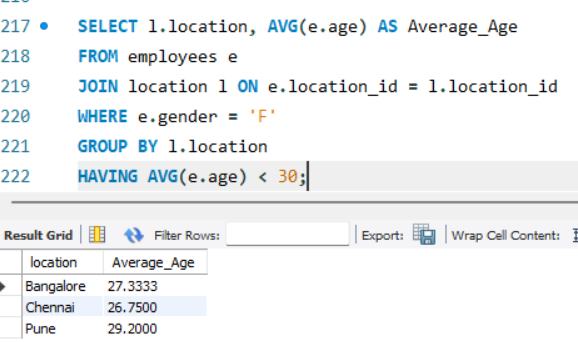 217 SELECT l.location, AVG(e.age) AS Average_Age
218 FROM employees e
219 JOIN location l ON e.location_id = l.location_id
220 WHERE e.gender = 'F'
221 GROUP BY l.location
222 HAVING AVG(e.age) < 30;
Result Grid Filter Rows: Export: Wrap Cell Content:
location Average_Age
Bangalore 27.3333
Chennai 26.7500
Pune 29.2000